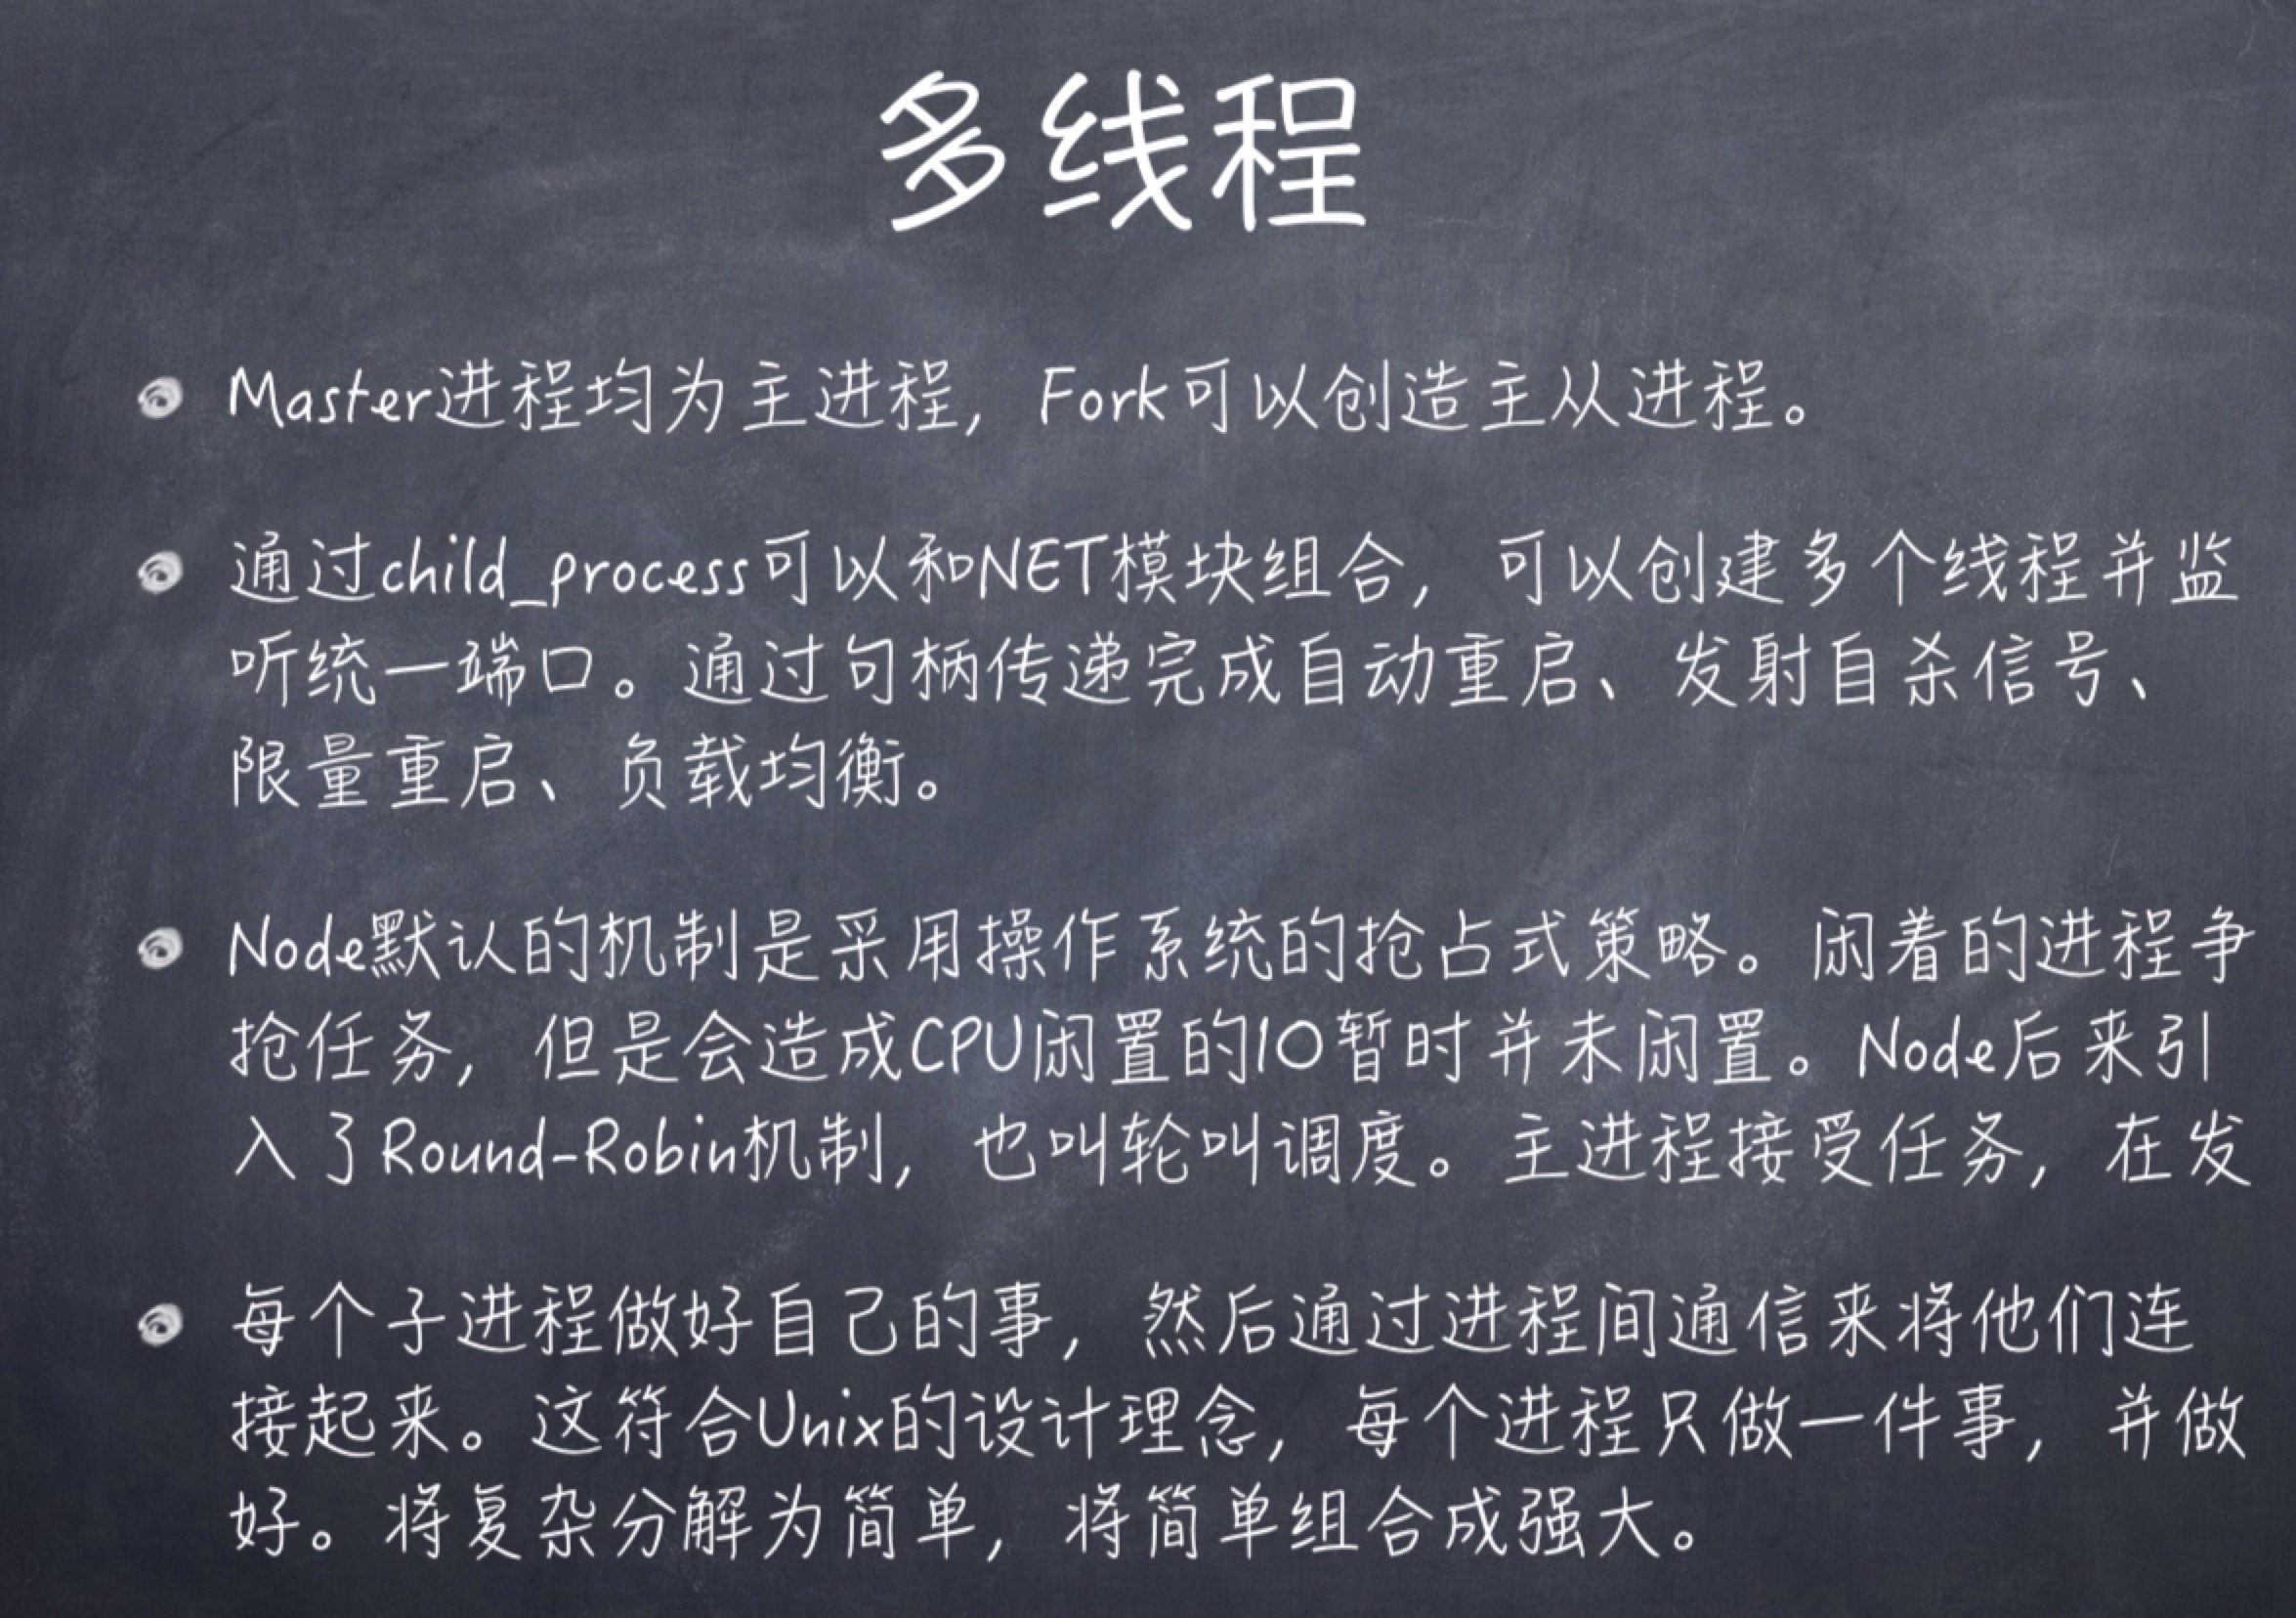 多线程
Master进程均为主进程，Fork可以创造主从进程。
通过child_process可以和NET模块组合，可以创建多个线程并监
听统一端口。通过句柄传递完成自动重启、发射自杀信号、
限量重启、负载均衡。
Node默认的机制是采用操作系统的抢占式策略。闲着的进程争
抢任务，但是会造成CPU闲置的IO暂时并未闲置。Node后来引
入了Round-Robin机制，也叫轮叫调度。主进程接受任务，在发
每个子进程做好自己的事，然后通过进程间通信来将他们连
接起来。这符合Unix的设计理念，每个进程只做一件事，并做
好。将复杂分解为简单，将简单组合成强大。